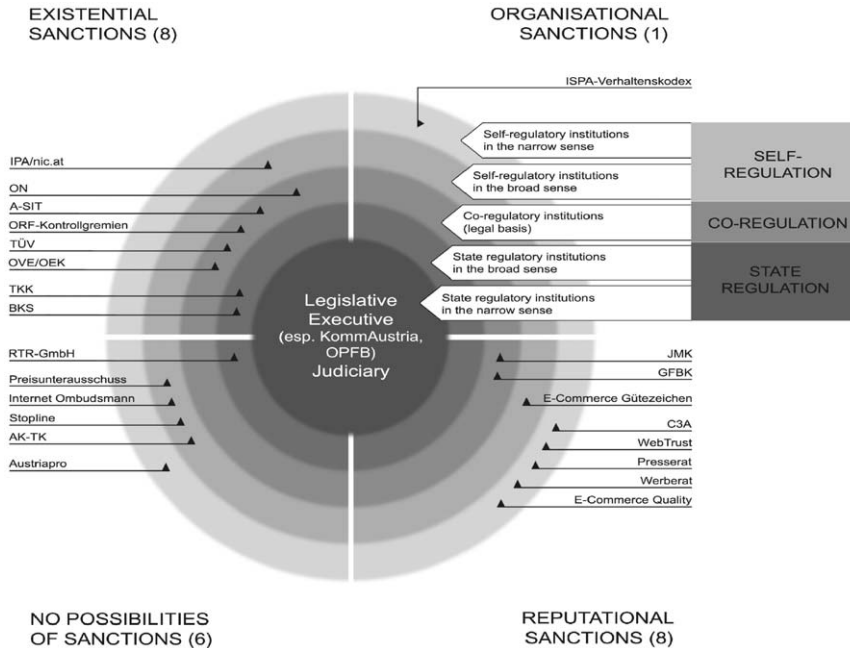 EXISTENTIAL
SANCTIONS (8)
ORGANISATIONAL
SANCTIONS (1)
ISPA-Verhaltenskodex
Self-regulatory institutions
in the narrow sense
Self-regulatory institutions
in the broad sense
SELF-
REGULATION
Co-regulatory institutions
(legal basis)
CO-REGULATION
State regulatory institutions
in the broad sense
State regulatory institutions
in the narrow sense
STATE
REGULATION
IPA/nic.at
ON
A-SIT
ORF-Kontrollgremien
TÜV
OVE/OEK
TKK
BKS
Legislative
Executive
(esp. KommAustria,
OPFB)
Judiciary
RTR-GmbH
Preisunterausschuss
Internet Ombudsmann
Stopline
AK-TK
Austriapro
JMK
GFBK
E-Commerce Gütezeichen
C3A
WebTrust
Presserat
Werberat
E-Commerce Quality
NO POSSIBILITIES
OF SANCTIONS (6)
REPUTATIONAL
SANCTIONS (8)